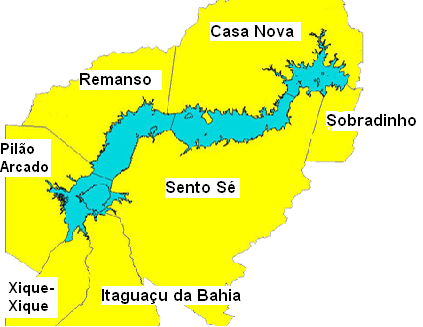 Casa Nova
Remanso
Sobradinho
Pilão
Arcado
Sento Sé
Xique-
Xique
Itaguaçu da Bahia